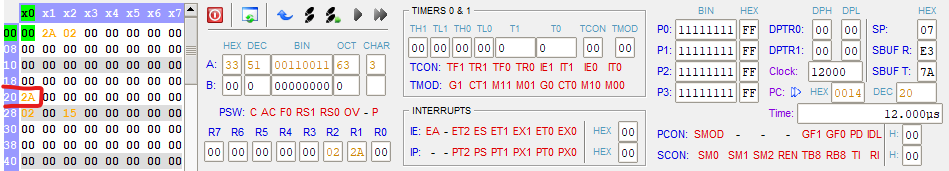 x0 x1 x2 x3 x4 x5 x6 x7
00 00 2A 02 00 00 00 00 00
08 00 00 00 00 00 00 00 00
10 00 00 00 00 00 00 00 00
18 00 00 00 00 00 00 00 00
20 2A 00 00 00 00 00 00 00
28 02 00 15 00 00 00 00 00
30 00 00 00 00 00 00 00 00
38 00 00 00 00 00 00 00 00
40 00 00 00 00 00 00 00 00
HEX DEC BIN OCT CHAR
A: 33 51 00110011 63 3
B: 00 0 00000000 0
PSW: C AC F0 RS1 RS0 OV - P
R7 R6 R5 R4 R3 R2 R1 R0
00 00 00 00 00 02 2A 00
TIMERS 0 & 1
TH1 TL1 TH0 TL0 T1 T0 TCON TMOD
00 00 00 00 0 0 00 00
TCON: TF1 TR1 TF0 TR0 IE1 IT1 IE0 IT0
TMOD: G1 CT1 M11 M01 G0 CT0 M10 M00
INTERRUPTS
IE: EA - ET2 ES ET1 EX1 ET0 EX0 HEX 00
IP: - - PT2 PS PT1 PX1 PT0 PX0 HEX 00
BIN HEX
P0: 11111111 FF
P1: 11111111 FF
P2: 11111111 FF
P3: 11111111 FF
DPH DPL HEX
DPTR0: 00 00 SP: 07
DPTR1: 00 00 SBUF R: E3
Clock: 12000 SBUF T: 7A
PC: HEX 0014 DEC 20
Time: 12.000µs
PCON: SMOD - - - GF1 GF0 PD IDL H: 00
SCON: SM0 SM1 SM2 REN TB8 RB8 TI RI H: 00